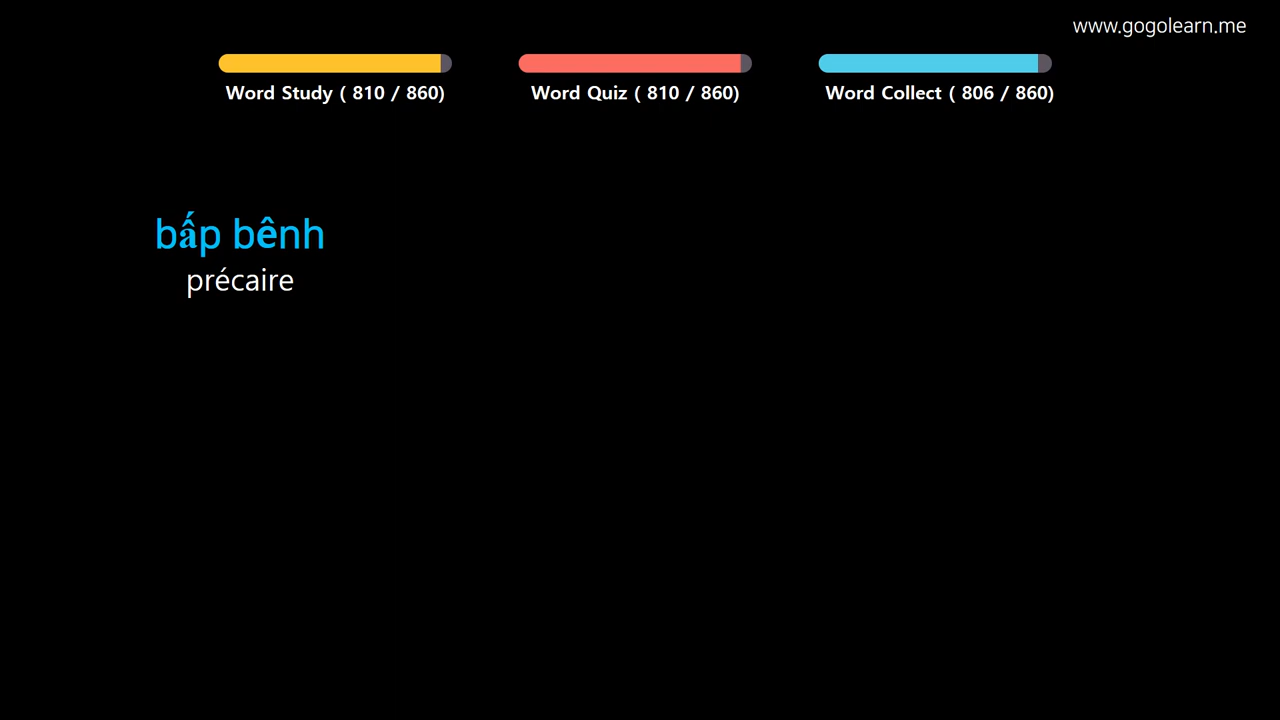 www.gogolearn.me
Word Study ( 810 / 860)
Word Quiz ( 810 / 860)
Word Collect ( 806 / 860)
bấp bênh
précaire